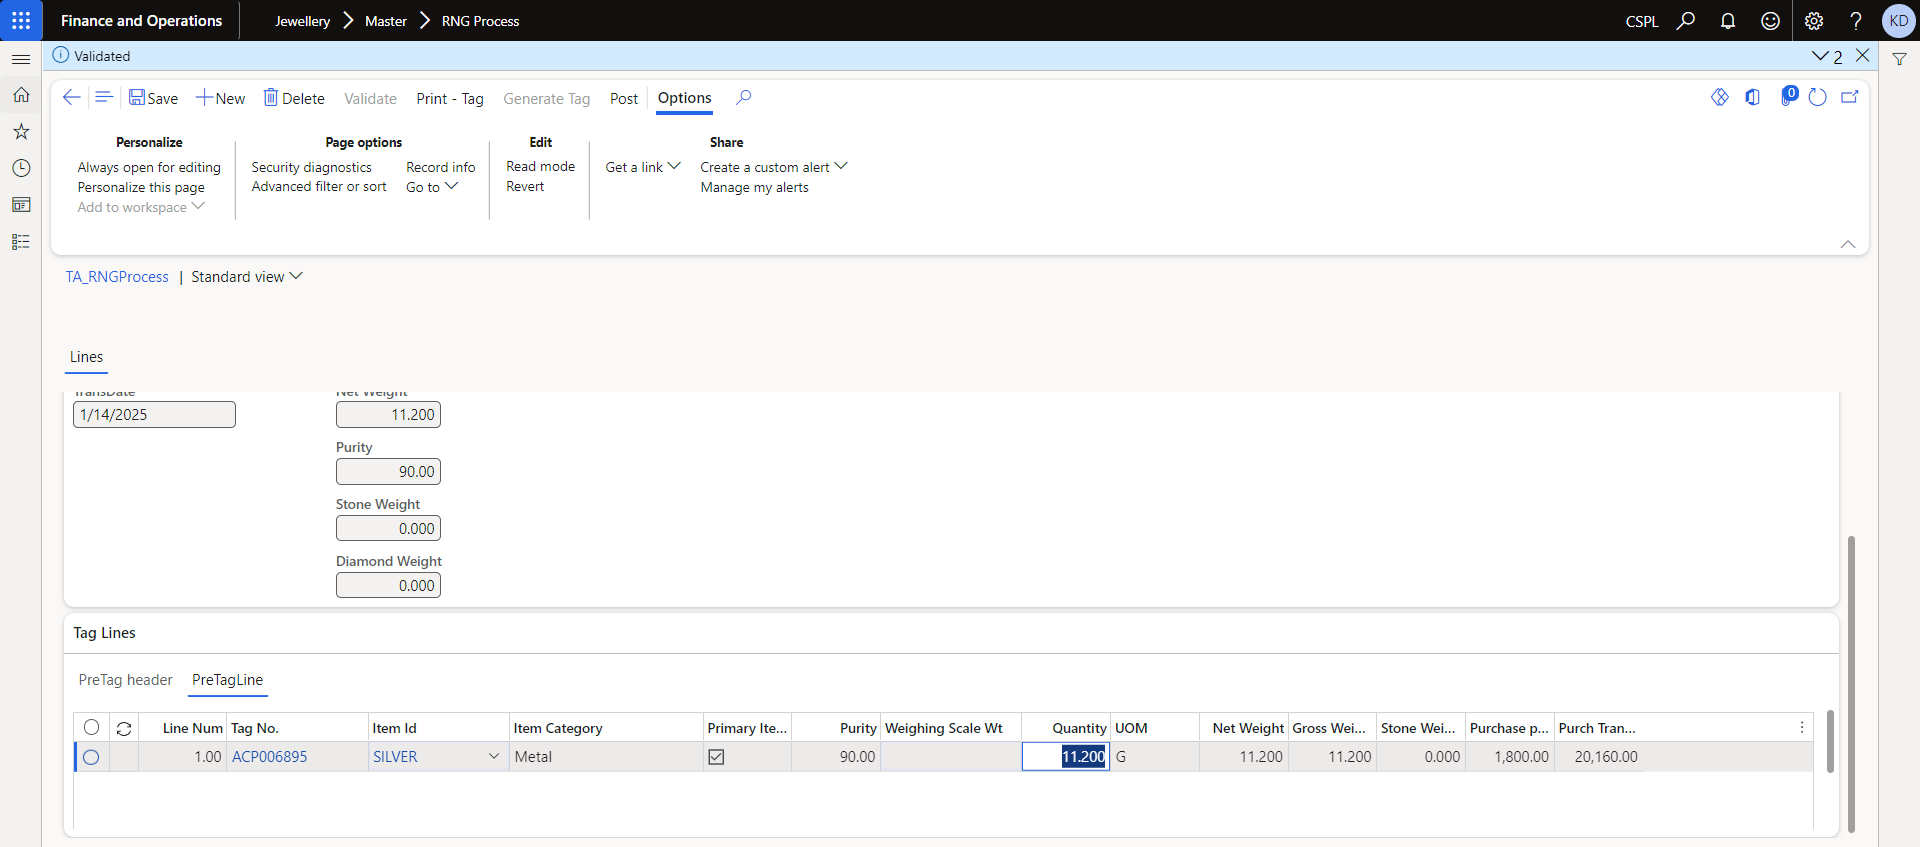 Finance and Operations
Jewellery > Master > RNG Process
CSPL
KD
Validated
2
Save
New
Delete
Validate
Print - Tag
Generate Tag
Post
Options
0
Personalize
Always open for editing
Personalize this page
Add to workspace
Page options
Security diagnostics
Advanced filter or sort
Record info
Go to
Edit
Read mode
Revert
Get a link
Share
Create a custom alert
Manage my alerts
TA_RNGProcess | Standard view
Lines
TransDate
1/14/2025
Net Weight
11.200
Purity
90.00
Stone Weight
0.000
Diamond Weight
0.000
Tag Lines
PreTag header
PreTagLine
Line Num Tag No. Item Id Item Category Primary Ite... Purity Weighing Scale Wt Quantity UOM Net Weight Gross Wei... Stone Wei... Purchase p... Purch Tran...
1.00 ACP006895 SILVER Metal 90.00 11.200 G 11.200 11.200 0.000 1,800.00 20,160.00